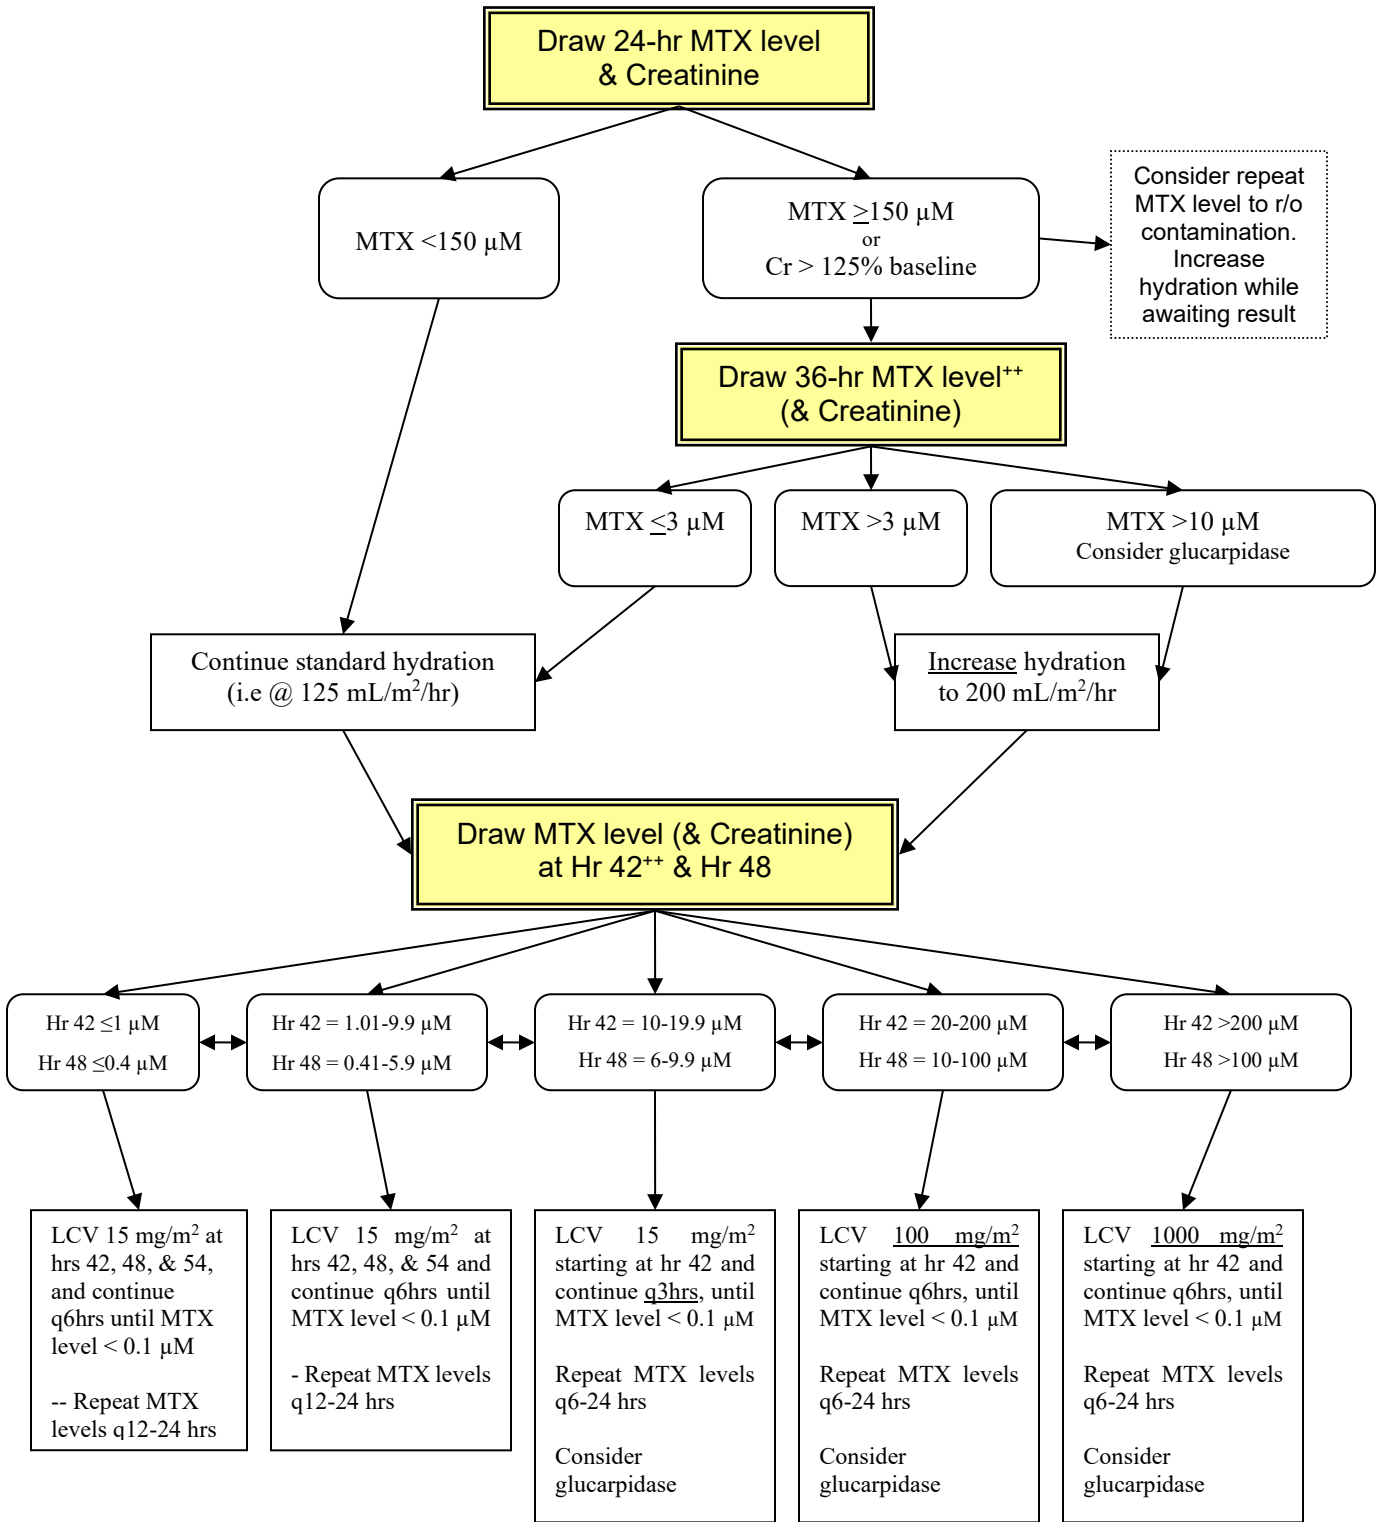 Draw 24-hr MTX level
& Creatinine
MTX <150 µM
MTX ≥150 µM
or
Cr > 125% baseline
Consider repeat
MTX level to r/o
contamination.
Increase
hydration while
awaiting result
Draw 36-hr MTX level⁺⁺
(& Creatinine)
MTX ≤3 µM
MTX >3 µM
MTX >10 µM
Consider glucarpidase
Continue standard hydration
(i.e @ 125 mL/m²/hr)
Increase hydration
to 200 mL/m²/hr
Draw MTX level (& Creatinine)
at Hr 42⁺⁺ & Hr 48
Hr 42 ≤1 µM
Hr 48 ≤0.4 µM
Hr 42 = 1.01-9.9 µM
Hr 48 = 0.41-5.9 µM
Hr 42 = 10-19.9 µM
Hr 48 = 6-9.9 µM
Hr 42 = 20-200 µM
Hr 48 = 10-100 µM
Hr 42 >200 µM
Hr 48 >100 µM
LCV 15 mg/m² at
hrs 42, 48, & 54,
and continue
q6hrs until MTX
level < 0.1 µM
-- Repeat MTX
levels q12-24 hrs
LCV 15 mg/m² at
hrs 42, 48, & 54 and
continue q6hrs until
MTX level < 0.1 µM
- Repeat MTX levels
q12-24 hrs
LCV 15 mg/m²
starting at hr 42 and
continue q3hrs, until
MTX level < 0.1 µM
Repeat MTX levels
q6-24 hrs
Consider
glucarpidase
LCV 100 mg/m²
starting at hr 42 and
continue q6hrs, until
MTX level < 0.1 µM
Repeat MTX levels
q6-24 hrs
Consider
glucarpidase
LCV 1000 mg/m²
starting at hr 42 and
continue q6hrs, until
MTX level < 0.1 µM
Repeat MTX levels
q6-24 hrs
Consider
glucarpidase